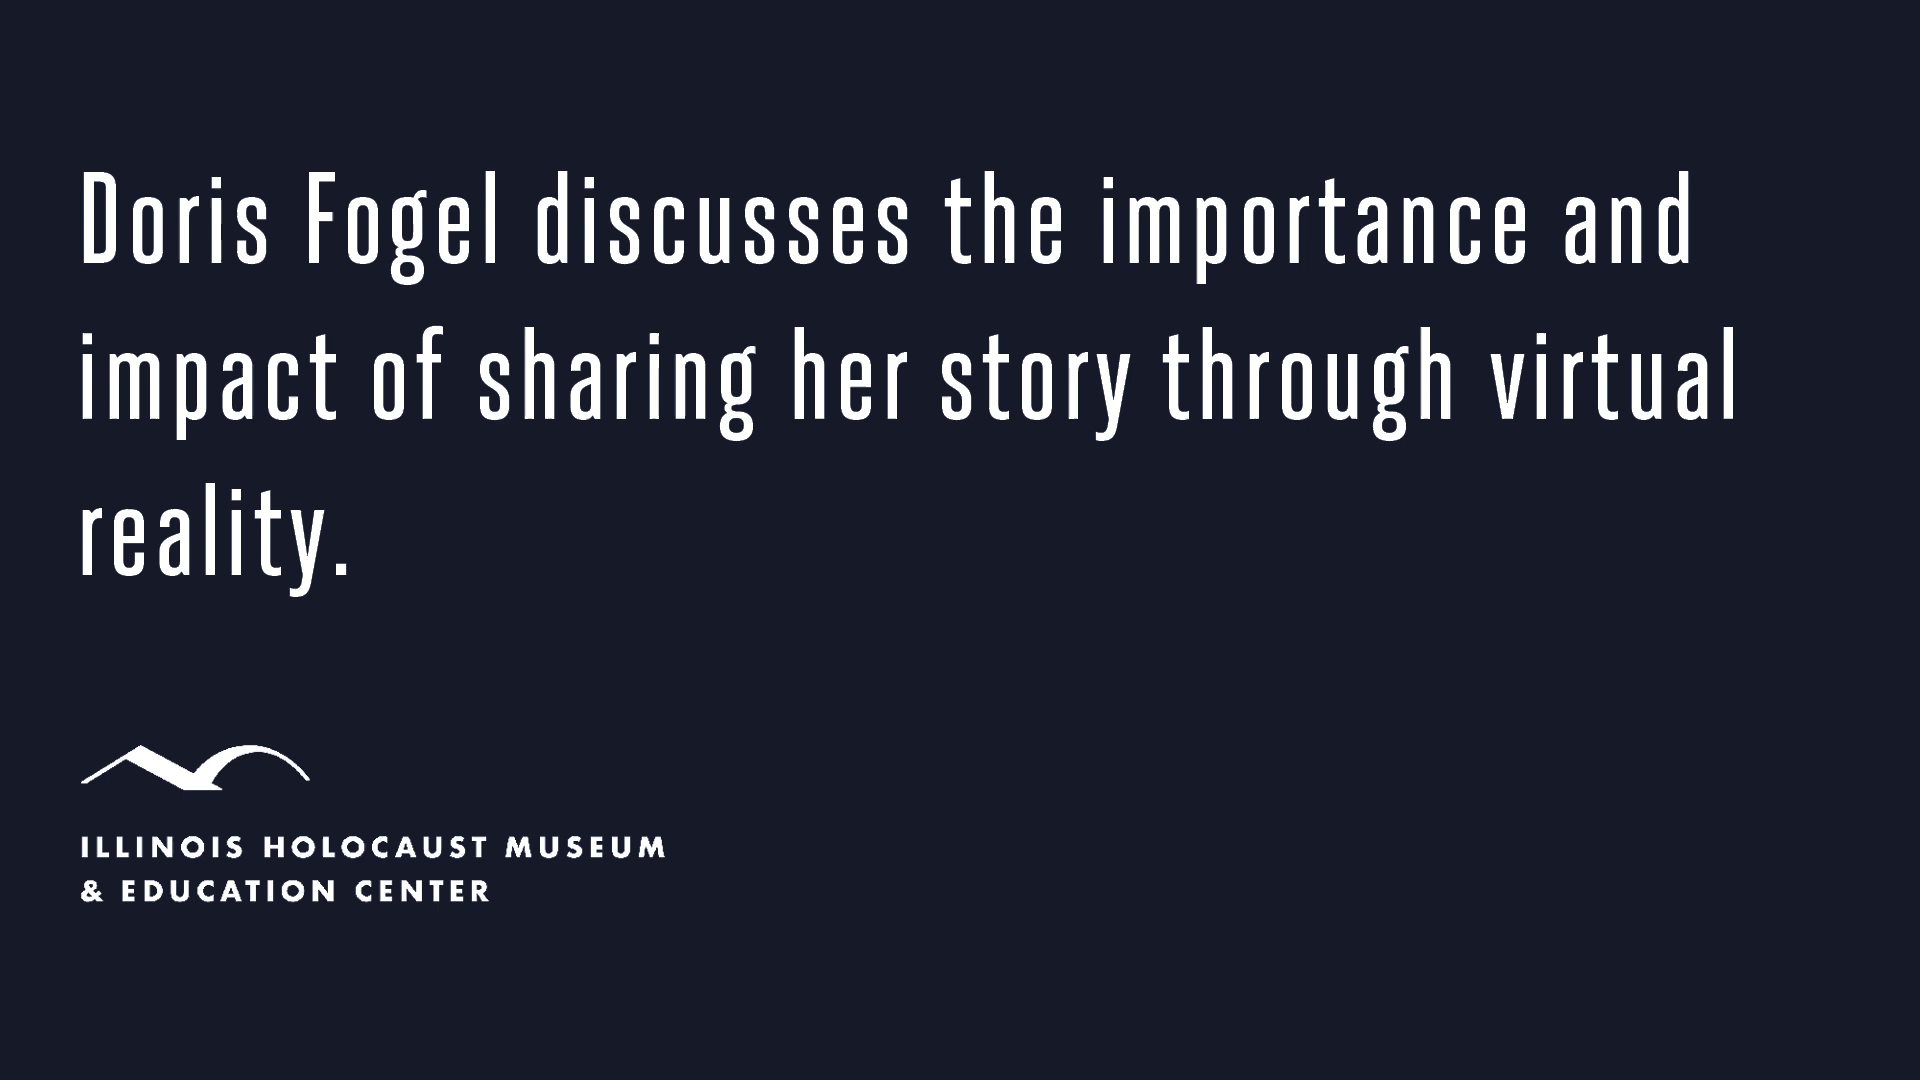 Doris Fogel discusses the importance and
impact of sharing her story through virtual
reality.
ILLINOIS HOLOCAUST MUSEUM
& EDUCATION CENTER